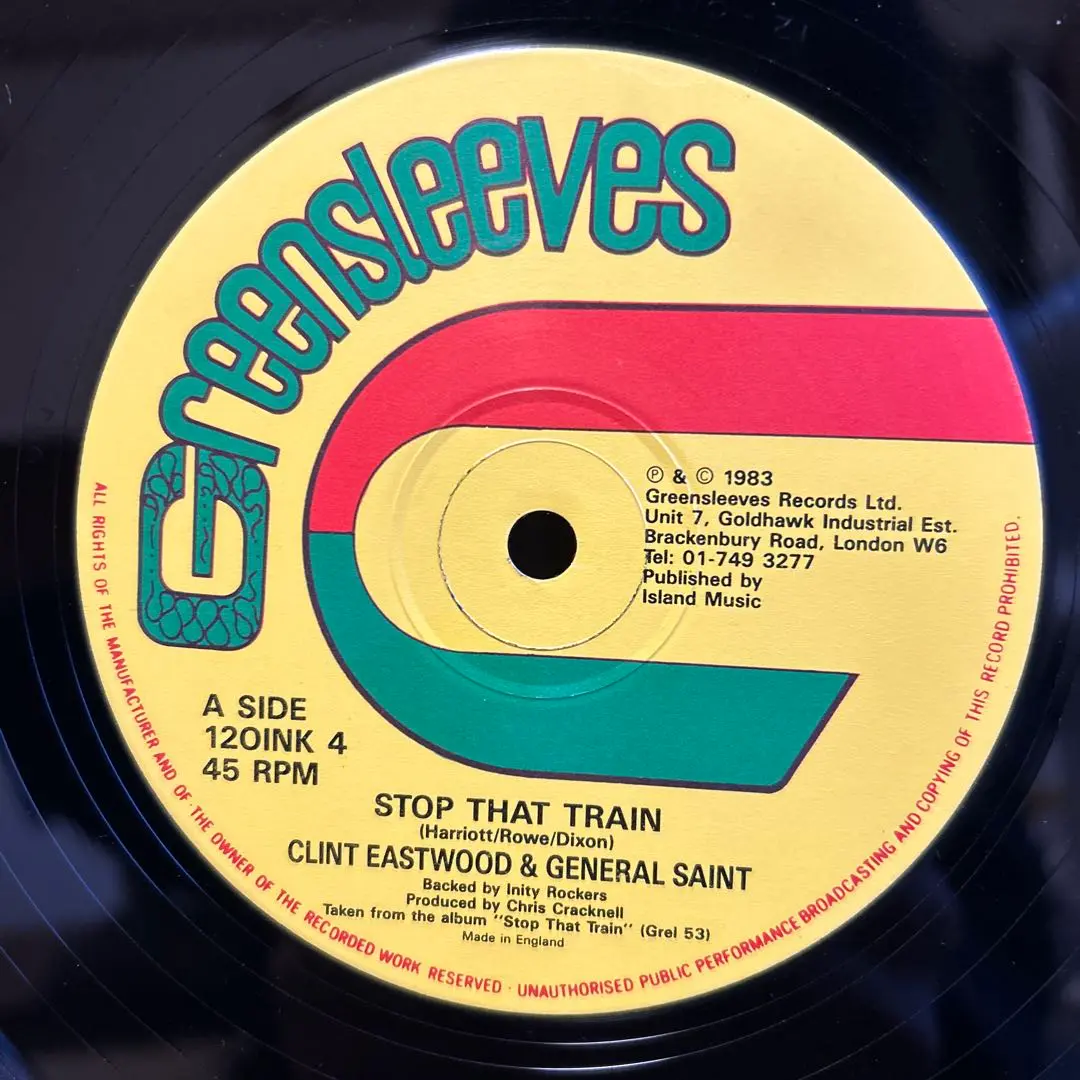 Greensleeves
℗ & © 1983
Greensleeves Records Ltd.
Unit 7, Goldhawk Industrial Est.
Brackenbury Road, London W6
Tel: 01-749 3277
Published by
Island Music
A SIDE
12OINK 4
45 RPM
STOP THAT TRAIN
(Harriott/Rowe/Dixon)
CLINT EASTWOOD & GENERAL SAINT
Backed by Inity Rockers
Produced by Chris Cracknell
Taken from the album "Stop That Train" (Grel 53)
Made in England
ALL RIGHTS OF THE MANUFACTURER AND OF · THE OWNER OF THE RECORDED WORK RESERVED · UNAUTHORISED PUBLIC PERFORMANCE BROADCASTING AND COPYING OF THIS RECORD PROHIBITED.